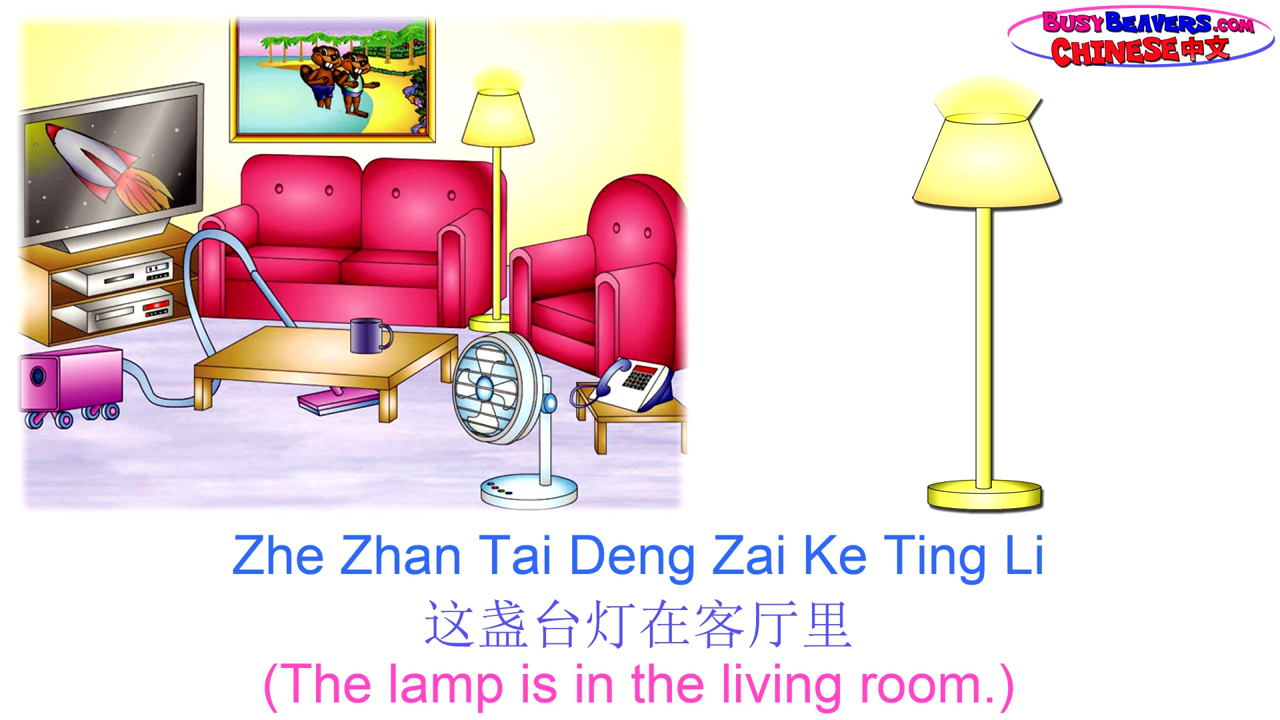 BUSYBEAVERS.COM
CHINESE中文
Zhe Zhan Tai Deng Zai Ke Ting Li
这盏台灯在客厅里
(The lamp is in the living room.)